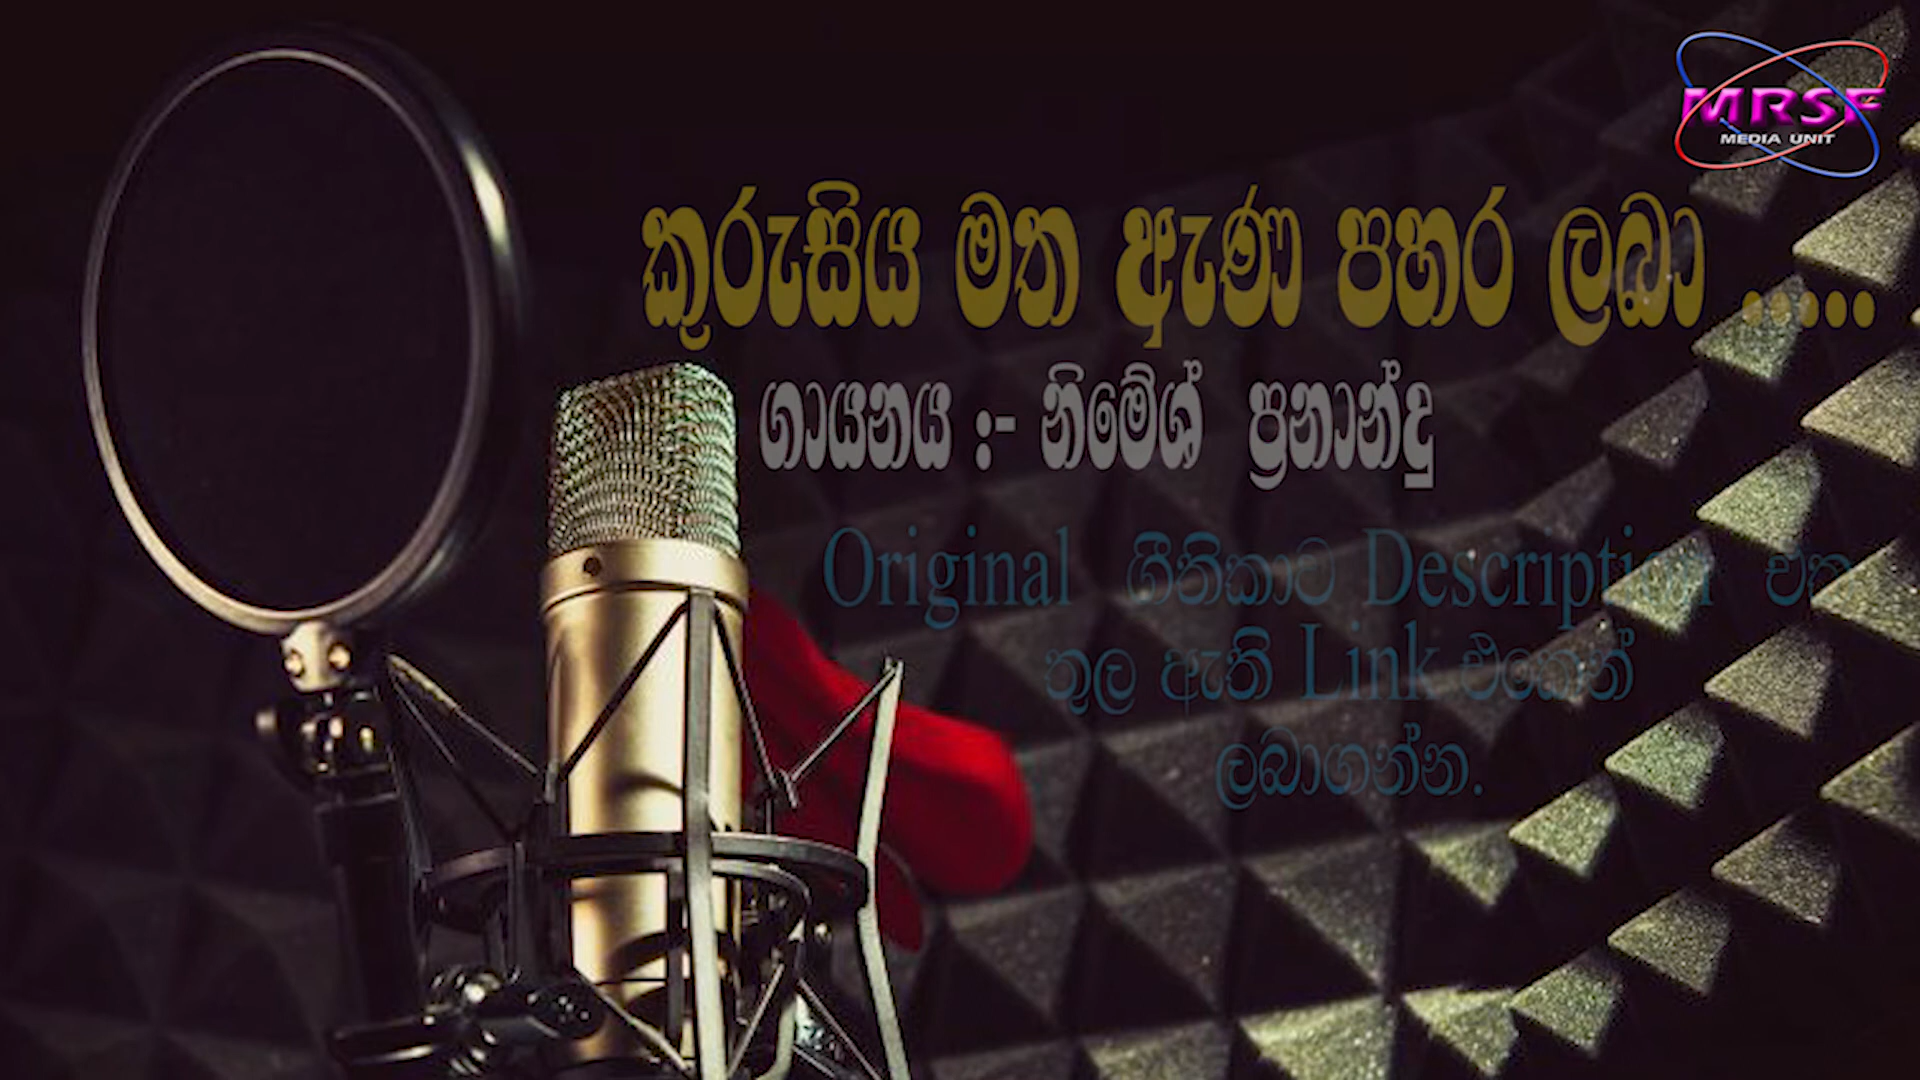 MRSF
MEDIA UNIT
කුරුසිය මත ඇණ පහර ලබා .....
ගායනය :- නිමේශ් ප්‍රනාන්දු
Original ගීතිකාව Description එක
තුල ඇති Link එකෙන්
ලබාගන්න.